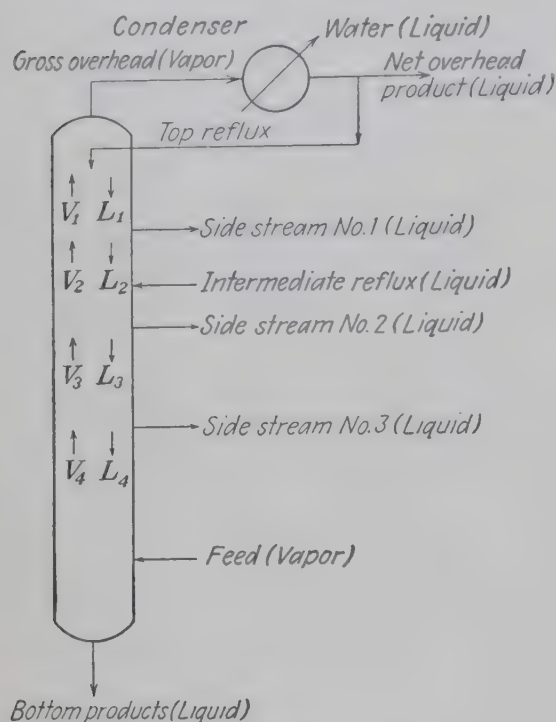 Condenser
Water (Liquid)
Gross overhead (Vapor)
Net overhead
product (Liquid)
Top reflux
V1 L1
Side stream No. 1 (Liquid)
V2 L2
Intermediate reflux (Liquid)
Side stream No. 2 (Liquid)
V3 L3
Side stream No. 3 (Liquid)
V4 L4
Feed (Vapor)
Bottom products (Liquid)